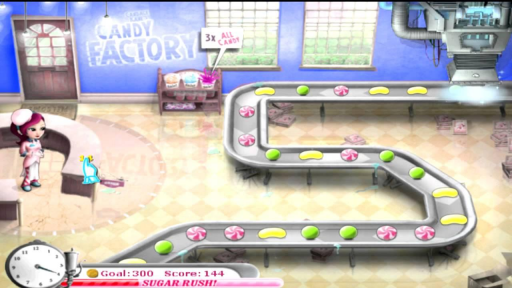 CANDY
FACTORY
3x ALL
CANDY
Goal:300 Score:144
SUGAR RUSH!